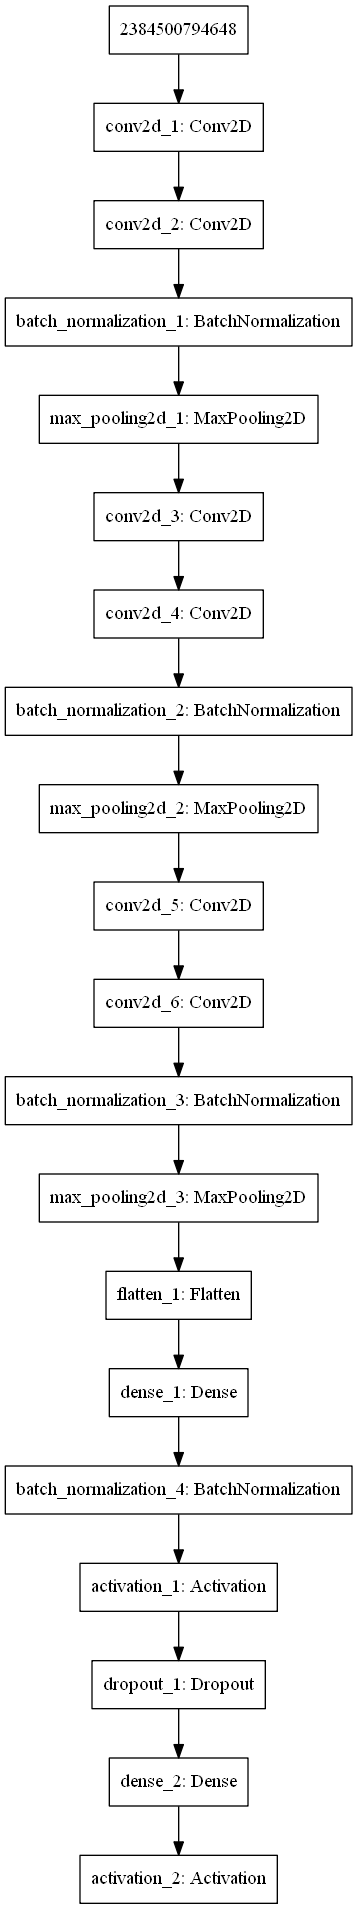 2384500794648
conv2d_1: Conv2D
conv2d_2: Conv2D
batch_normalization_1: BatchNormalization
max_pooling2d_1: MaxPooling2D
conv2d_3: Conv2D
conv2d_4: Conv2D
batch_normalization_2: BatchNormalization
max_pooling2d_2: MaxPooling2D
conv2d_5: Conv2D
conv2d_6: Conv2D
batch_normalization_3: BatchNormalization
max_pooling2d_3: MaxPooling2D
flatten_1: Flatten
dense_1: Dense
batch_normalization_4: BatchNormalization
activation_1: Activation
dropout_1: Dropout
dense_2: Dense
activation_2: Activation